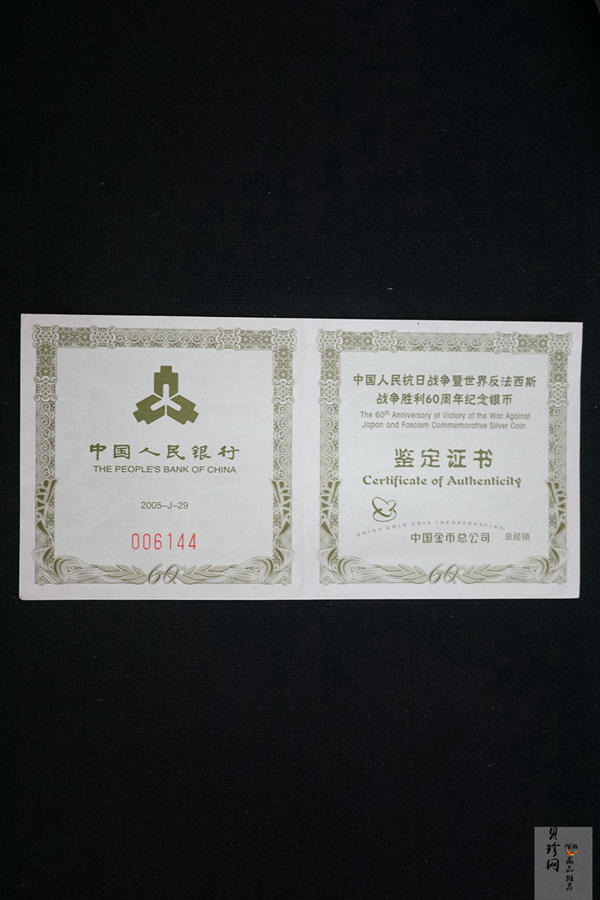 中国人民银行
THE PEOPLE'S BANK OF CHINA
2005-J-29
006144
60
中国人民抗日战争暨世界反法西斯
战争胜利60周年纪念银币
The 60th Anniversary of Victory of the War Against
Japan and Fascism Commemorative Silver Coin
鉴定证书
Certificate of Authenticity
CHINA GOLD COIN INCORPORATION
中国金币总公司 总经销
60
贝珍网